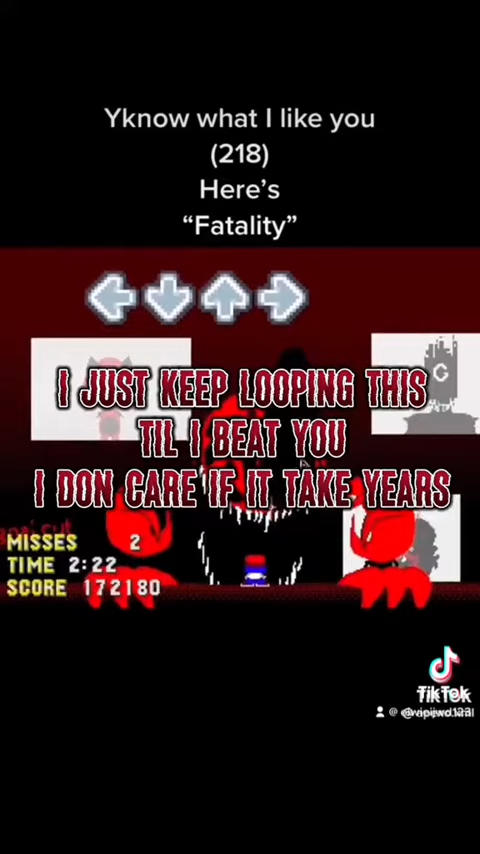 Yknow what I like you
(218)
Here's
“Fatality”
I JUST KEEP LOOPING THIS
TIL I BEAT YOU
I DON CARE IF IT TAKE YEARS
MISSES 2
TIME 2:22
SCORE 172180
G
TikTok